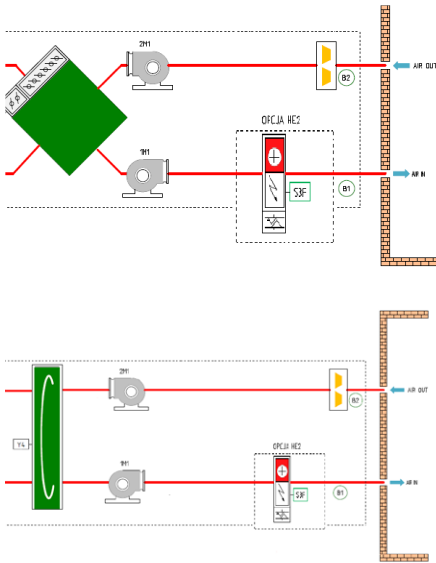 2M1
B2
AIR OUT
OPCJA HE2
1M1
S3F
B1
AIR IN
2M1
B2
AIR OUT
Y4
OPCJA HE2
1M1
S3F
B1
AIR IN